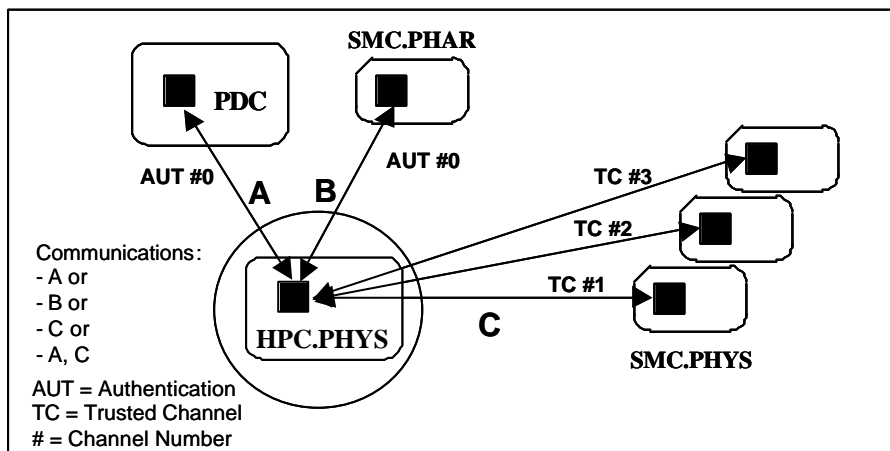 SMC.PHAR
PDC
AUT #0
AUT #0
A
B
TC #3
TC #2
TC #1
C
HPC.PHYS
SMC.PHYS
Communications:
- A or
- B or
- C or
- A, C
AUT = Authentication
TC = Trusted Channel
# = Channel Number